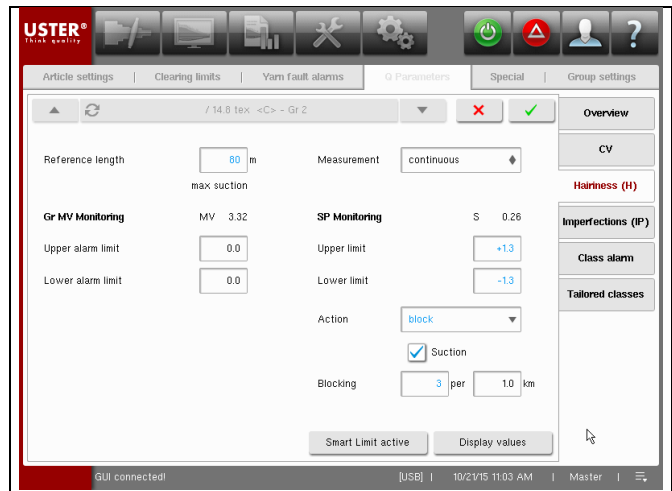 USTER®
Think quality
?
Article settings | Clearing limits | Yarn fault alarms Q Parameters Special | Group settings
/ 14.8 tex <C> - Gr 2
Overview
CV
Hairiness (H)
Imperfections (IP)
Class alarm
Tailored classes
Reference length 80 m Measurement continuous
max suction
Gr MV Monitoring MV 3.32 SP Monitoring S 0.26
Upper alarm limit 0.0 Upper limit +1.3
Lower alarm limit 0.0 Lower limit -1.3
Action block
Suction
Blocking 3 per 1.0 km
Smart Limit active Display values
GUI connected! [USB] | 10/21/15 11:03 AM | Master |